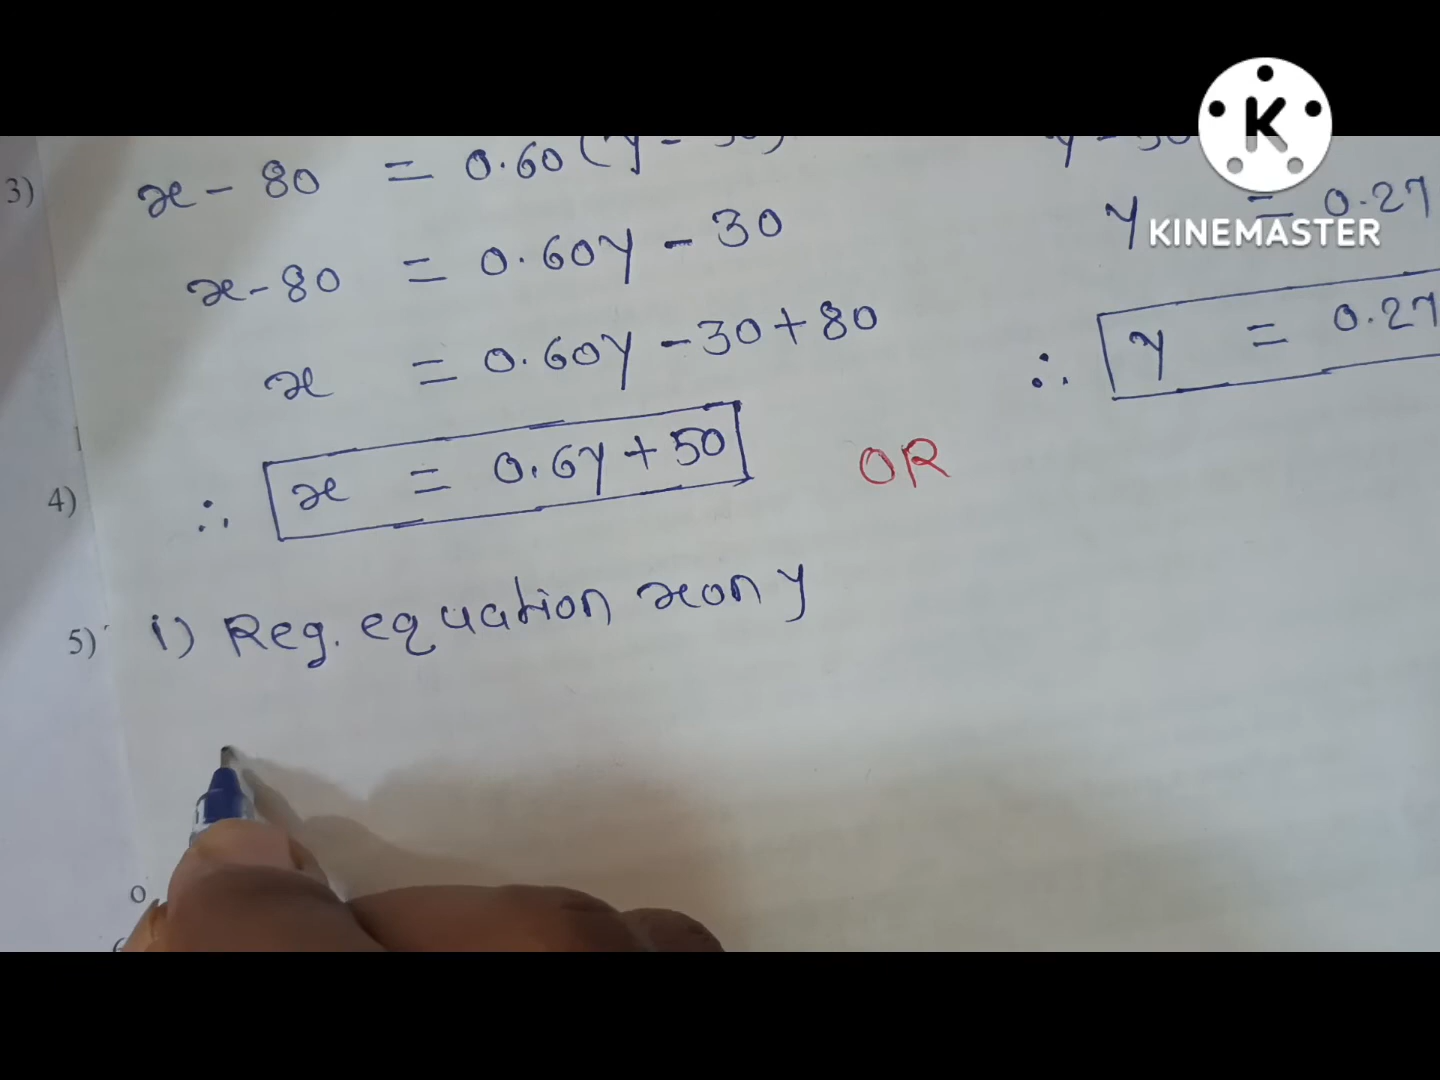 3)
x - 80 = 0.60 (y -
x - 80 = 0.60y - 30
x = 0.60y - 30 + 80
∴ x = 0.6y + 50
y = 0.27
∴ y = 0.27
OR
4)
5) i) Reg. equation x on y
K
KINEMASTER